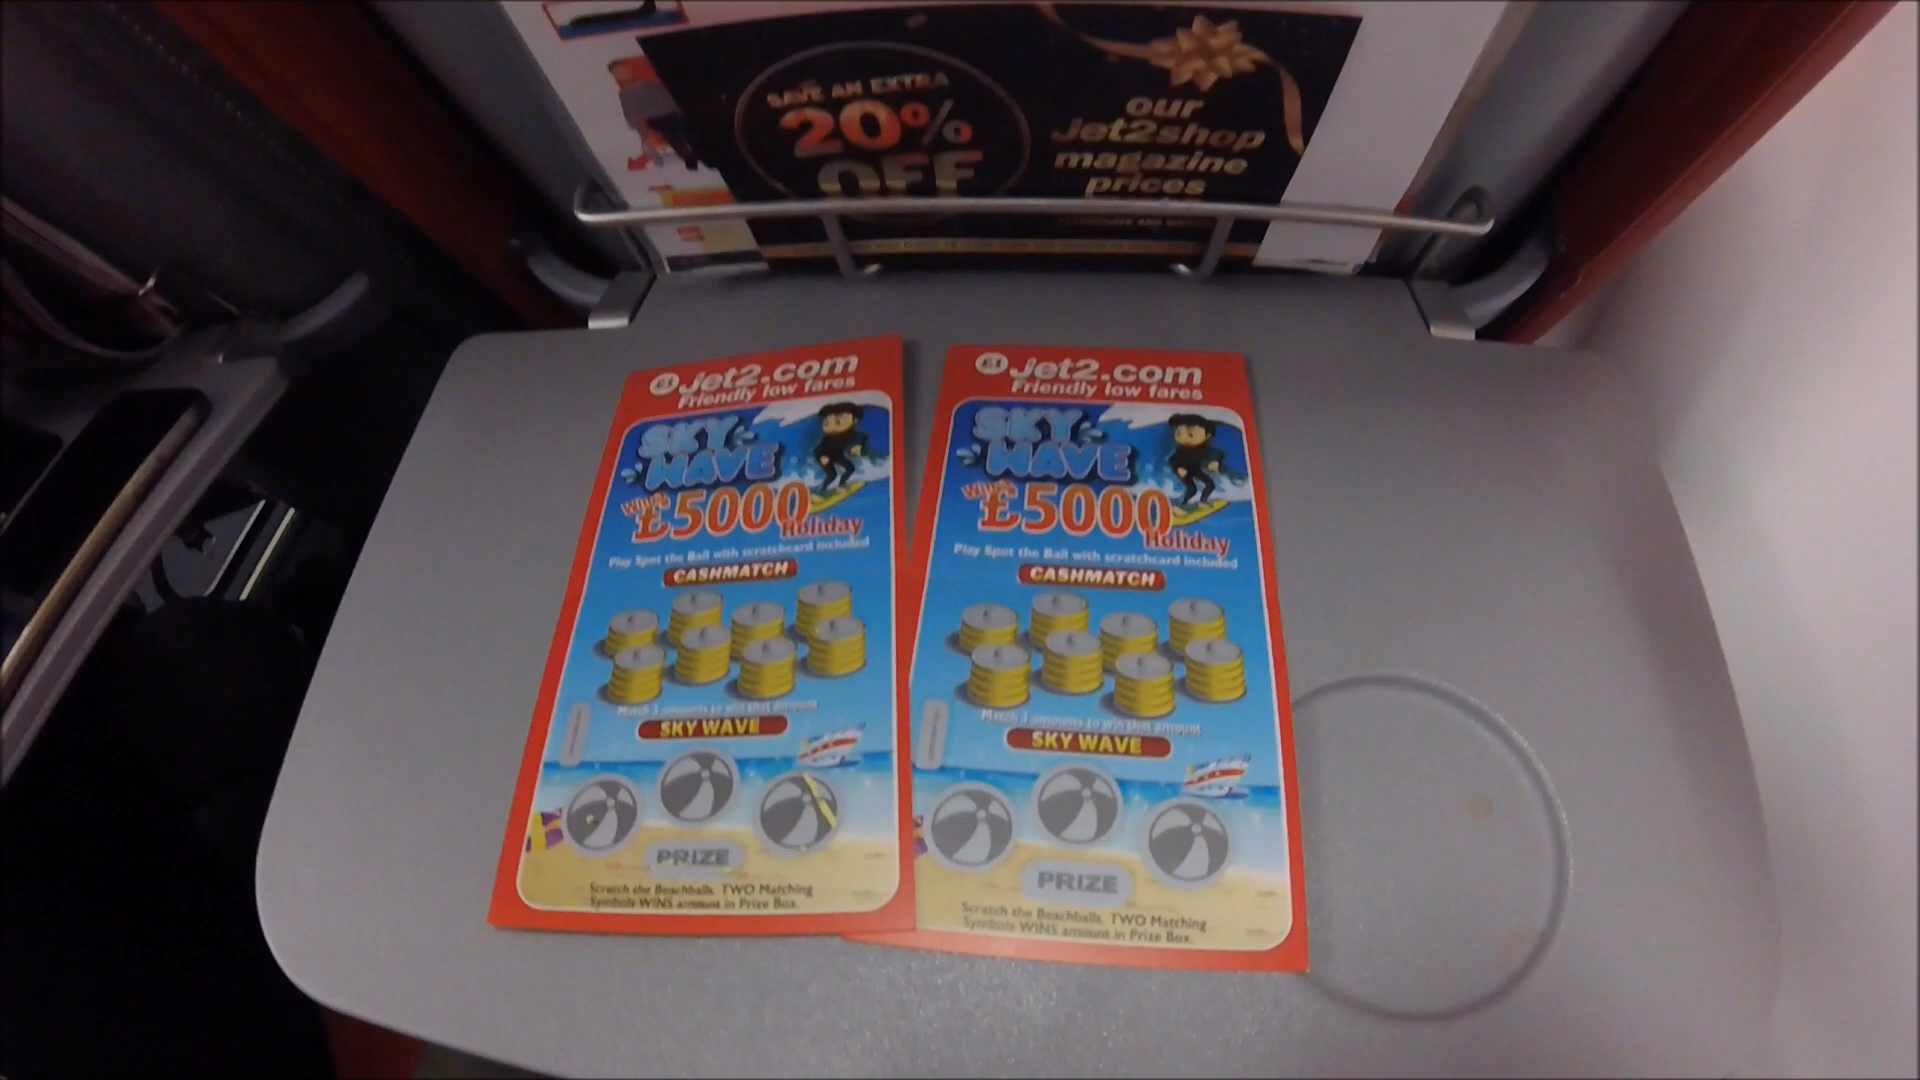 SAVE AN EXTRA
20%
OFF
our
Jet2shop
magazine
prices
£1 Jet2.com
Friendly low fares
SKY
WAVE
Win a
£5000
Holiday
Play Spot the Ball with scratchcard included
CASHMATCH
Match 3 amounts to win that amount
SKY WAVE
PRIZE
Scratch the Beachballs. TWO Matching
Symbols WINS amount in Prize Box.
£1 Jet2.com
Friendly low fares
SKY
WAVE
Win a
£5000
Holiday
Play Spot the Ball with scratchcard included
CASHMATCH
Match 3 amounts to win that amount
SKY WAVE
PRIZE
Scratch the Beachballs. TWO Matching
Symbols WINS amount in Prize Box.